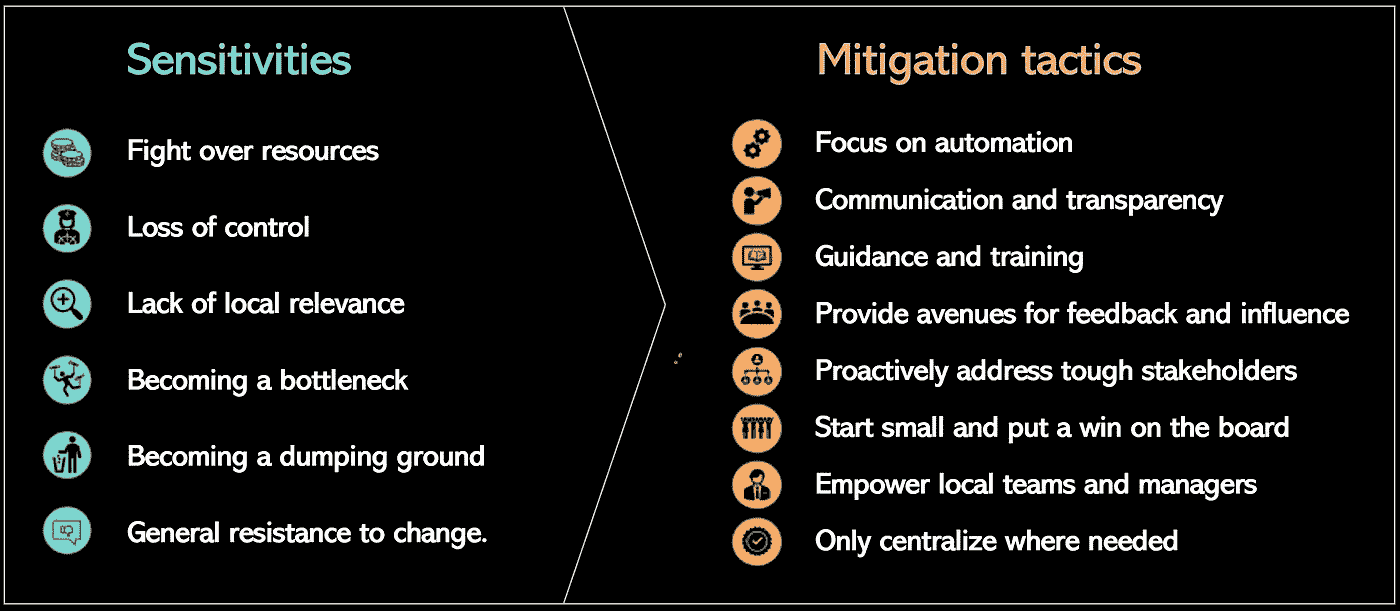 Sensitivities
Fight over resources
Loss of control
Lack of local relevance
Becoming a bottleneck
Becoming a dumping ground
General resistance to change.
Mitigation tactics
Focus on automation
Communication and transparency
Guidance and training
Provide avenues for feedback and influence
Proactively address tough stakeholders
Start small and put a win on the board
Empower local teams and managers
Only centralize where needed